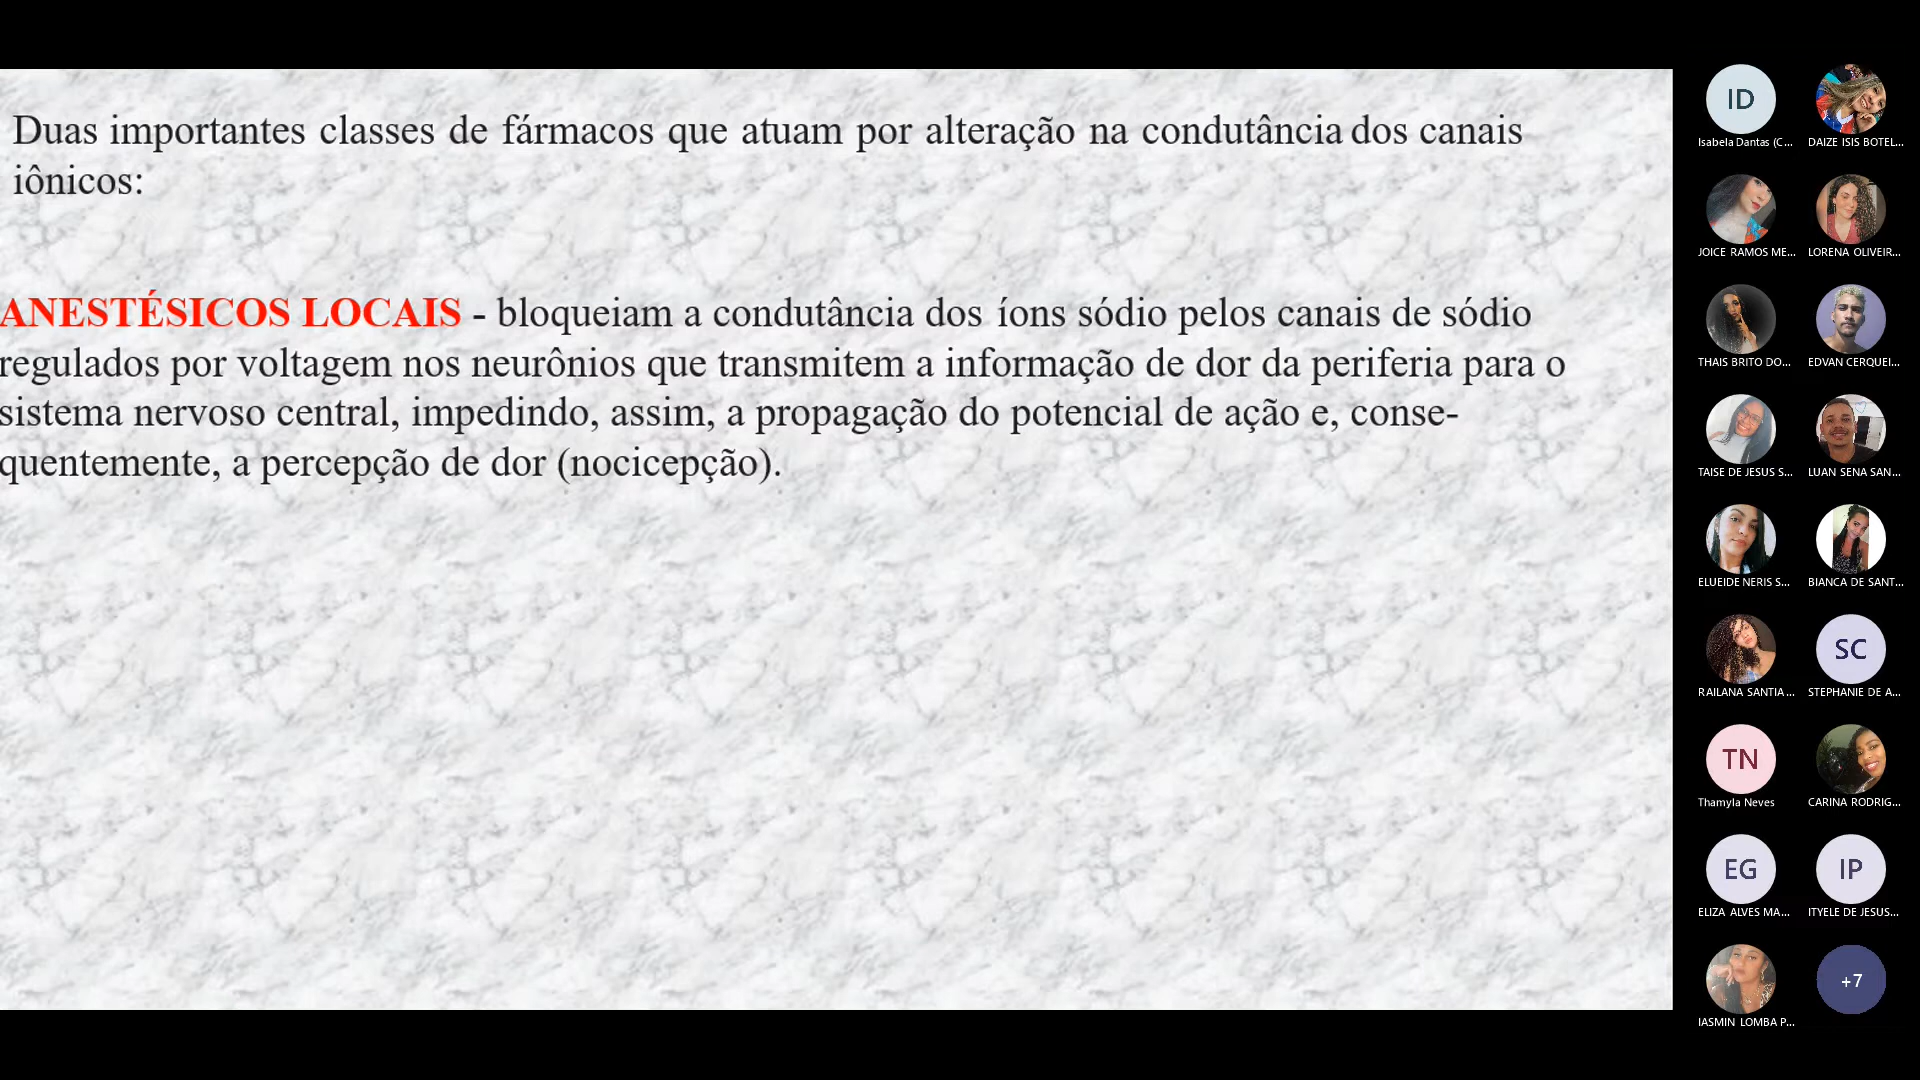 Duas importantes classes de fármacos que atuam por alteração na condutância dos canais
iônicos:
ANESTÉSICOS LOCAIS - bloqueiam a condutância dos íons sódio pelos canais de sódio
regulados por voltagem nos neurônios que transmitem a informação de dor da periferia para o
sistema nervoso central, impedindo, assim, a propagação do potencial de ação e, conse-
quentemente, a percepção de dor (nocicepção).
ID
Isabela Dantas (C...
DAIZE ISIS BOTEL...
JOICE RAMOS ME...
LORENA OLIVEIR...
THAIS BRITO DO...
EDVAN CERQUEI...
TAISE DE JESUS S...
LUAN SENA SAN...
ELUEIDE NERIS S...
BIANCA DE SANT...
SC
RAILANA SANTIA...
STEPHANIE DE A...
TN
Thamyla Neves
CARINA RODRIG...
EG
IP
ELIZA ALVES MA...
ITYELE DE JESUS...
+7
IASMIN LOMBA P...